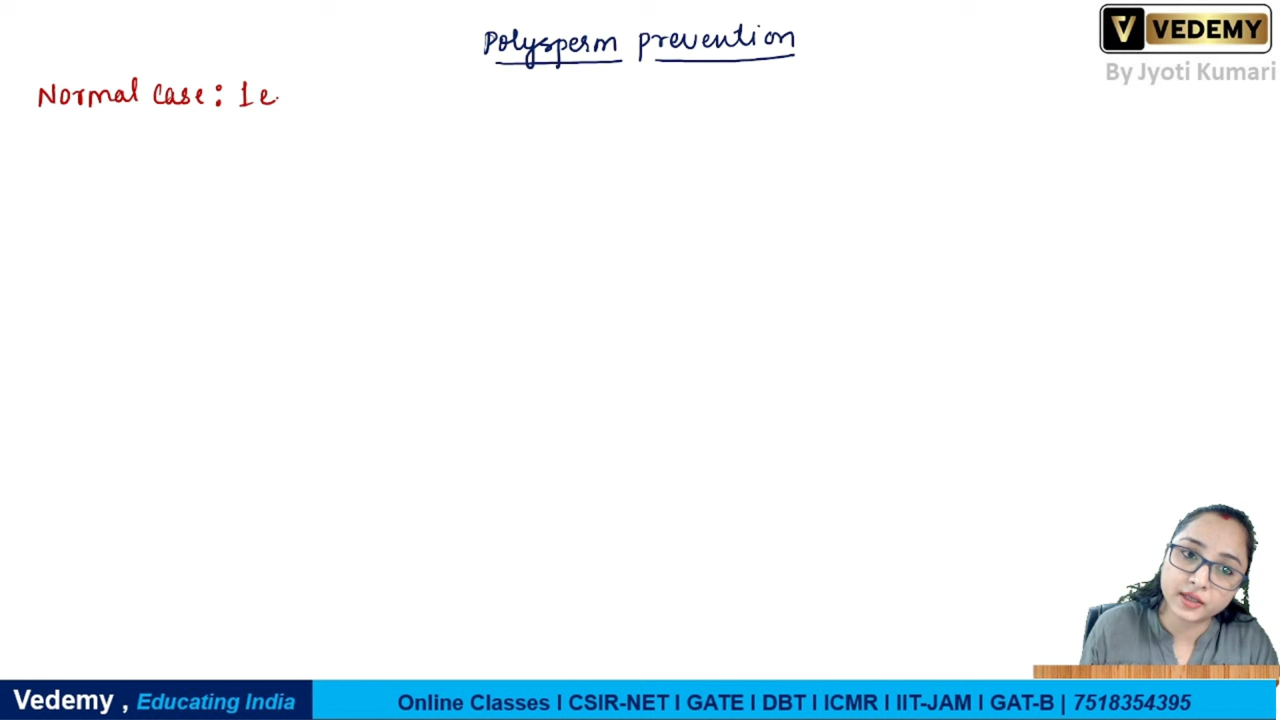 Polysperm prevention
VEDEMY
By Jyoti Kumari
Normal Case: 1 e
Vedemy , Educating India
Online Classes I CSIR-NET I GATE I DBT I ICMR I IIT-JAM I GAT-B | 7518354395